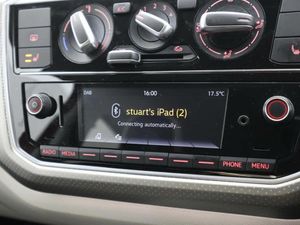 DAB 16:00 17.5°C
stuart's iPad (2)
Connecting automatically...
RADIO MEDIA PHONE MENU